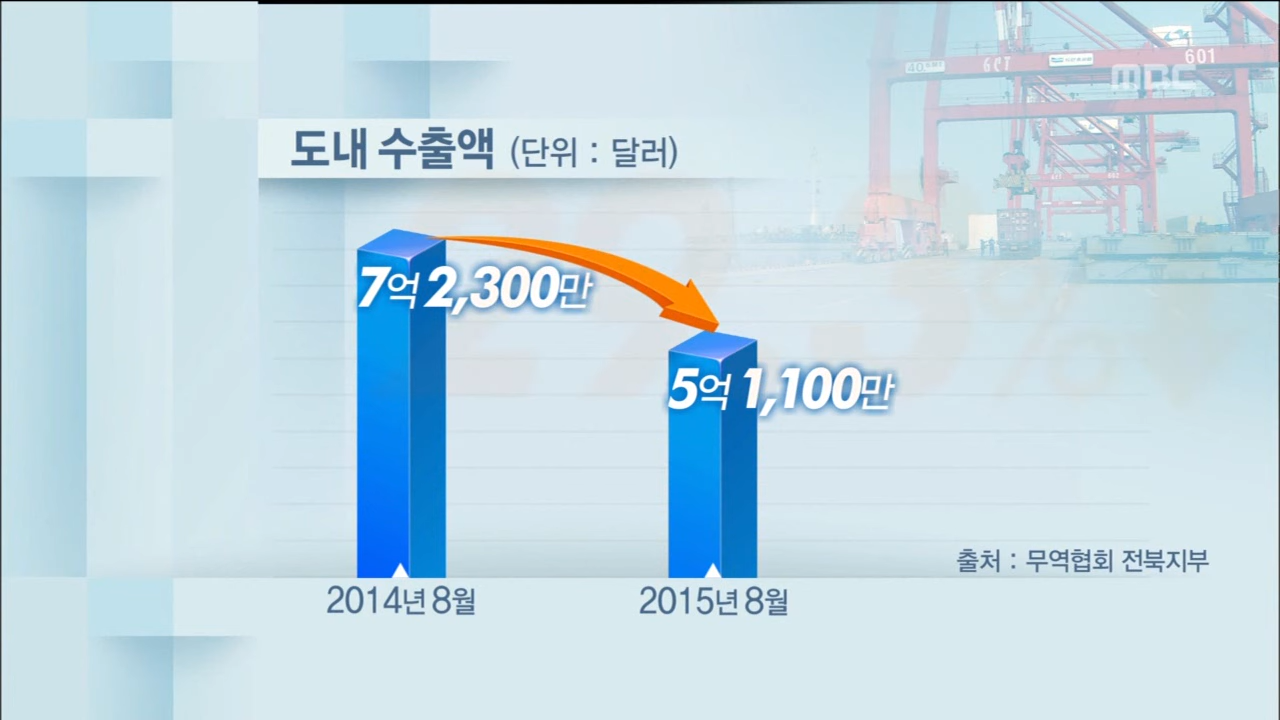 601
40
MBC
도내 수출액 (단위 : 달러)
7억 2,300만
5억 1,100만
출처 : 무역협회 전북지부
2014년 8월
2015년 8월